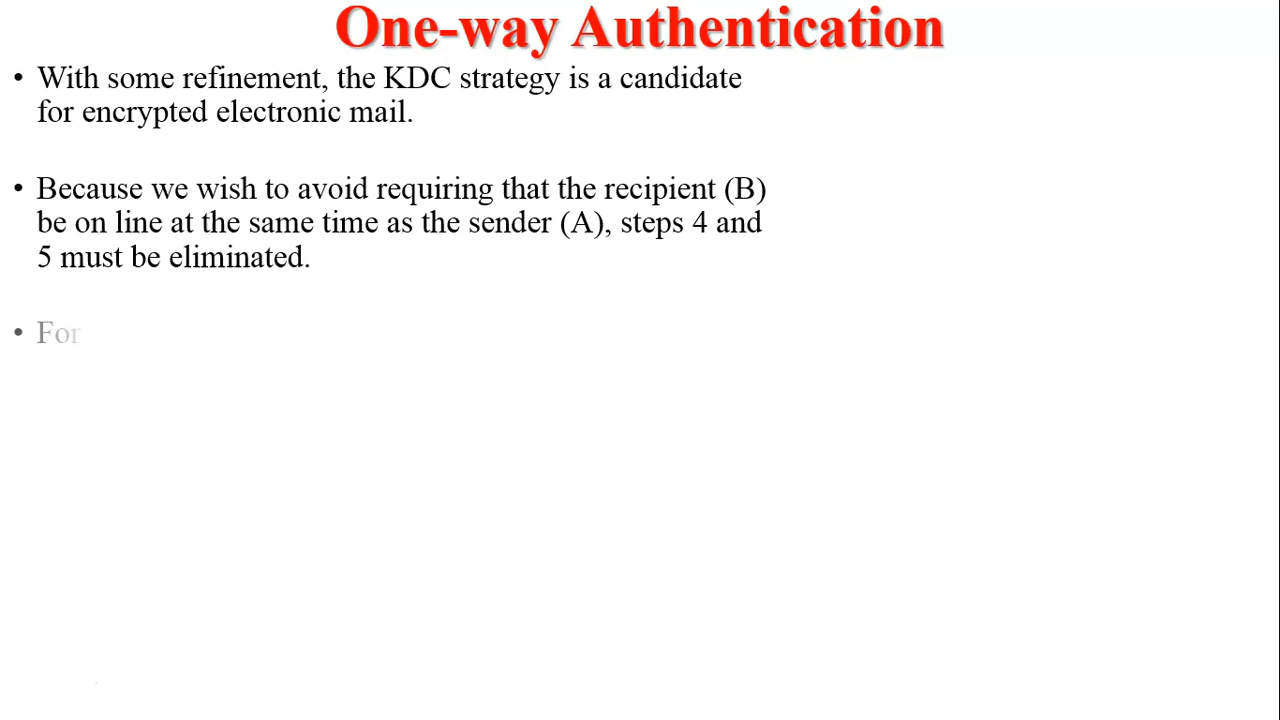 One-way Authentication
• With some refinement, the KDC strategy is a candidate
for encrypted electronic mail.
• Because we wish to avoid requiring that the recipient (B)
be on line at the same time as the sender (A), steps 4 and
5 must be eliminated.
• For